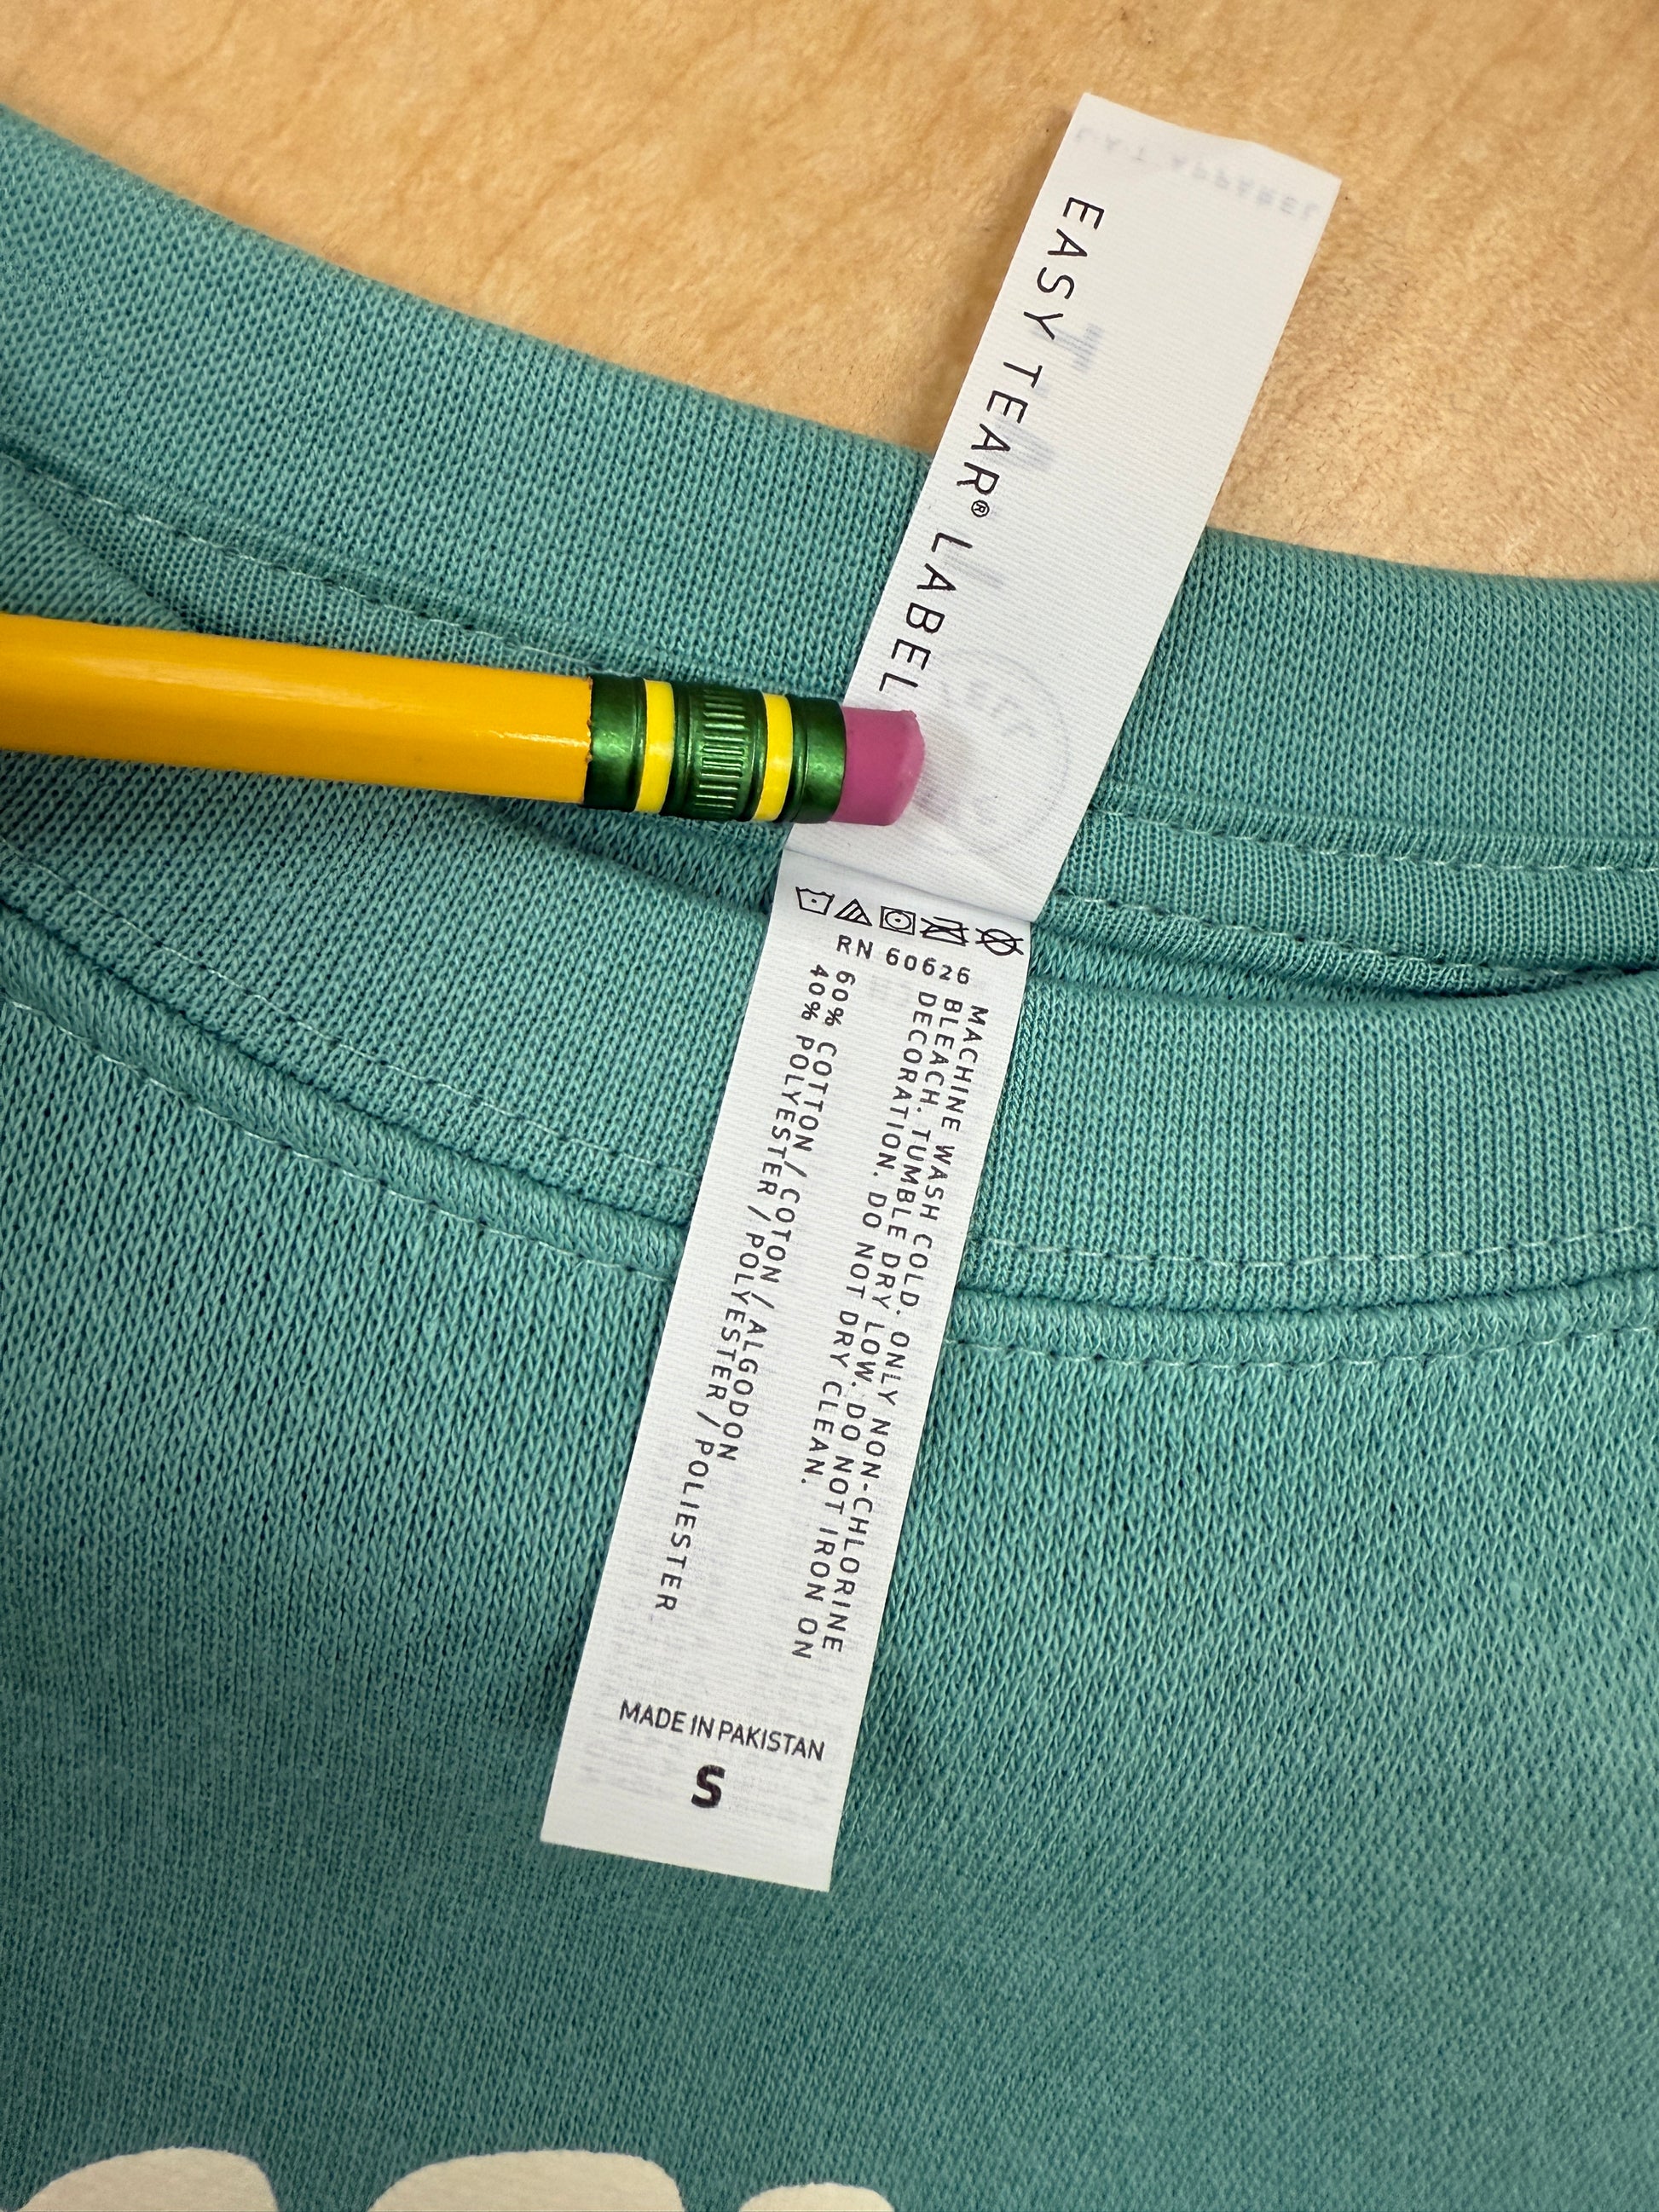 EASY TEAR® LABEL
RN 60626
MACHINE WASH COLD. ONLY NON-CHLORINE
BLEACH. TUMBLE DRY LOW. DO NOT IRON ON
DECORATION. DO NOT DRY CLEAN.
60% COTTON / COTON / ALGODON
40% POLYESTER / POLYESTER / POLIESTER
MADE IN PAKISTAN
S
L.A.T APPAREL